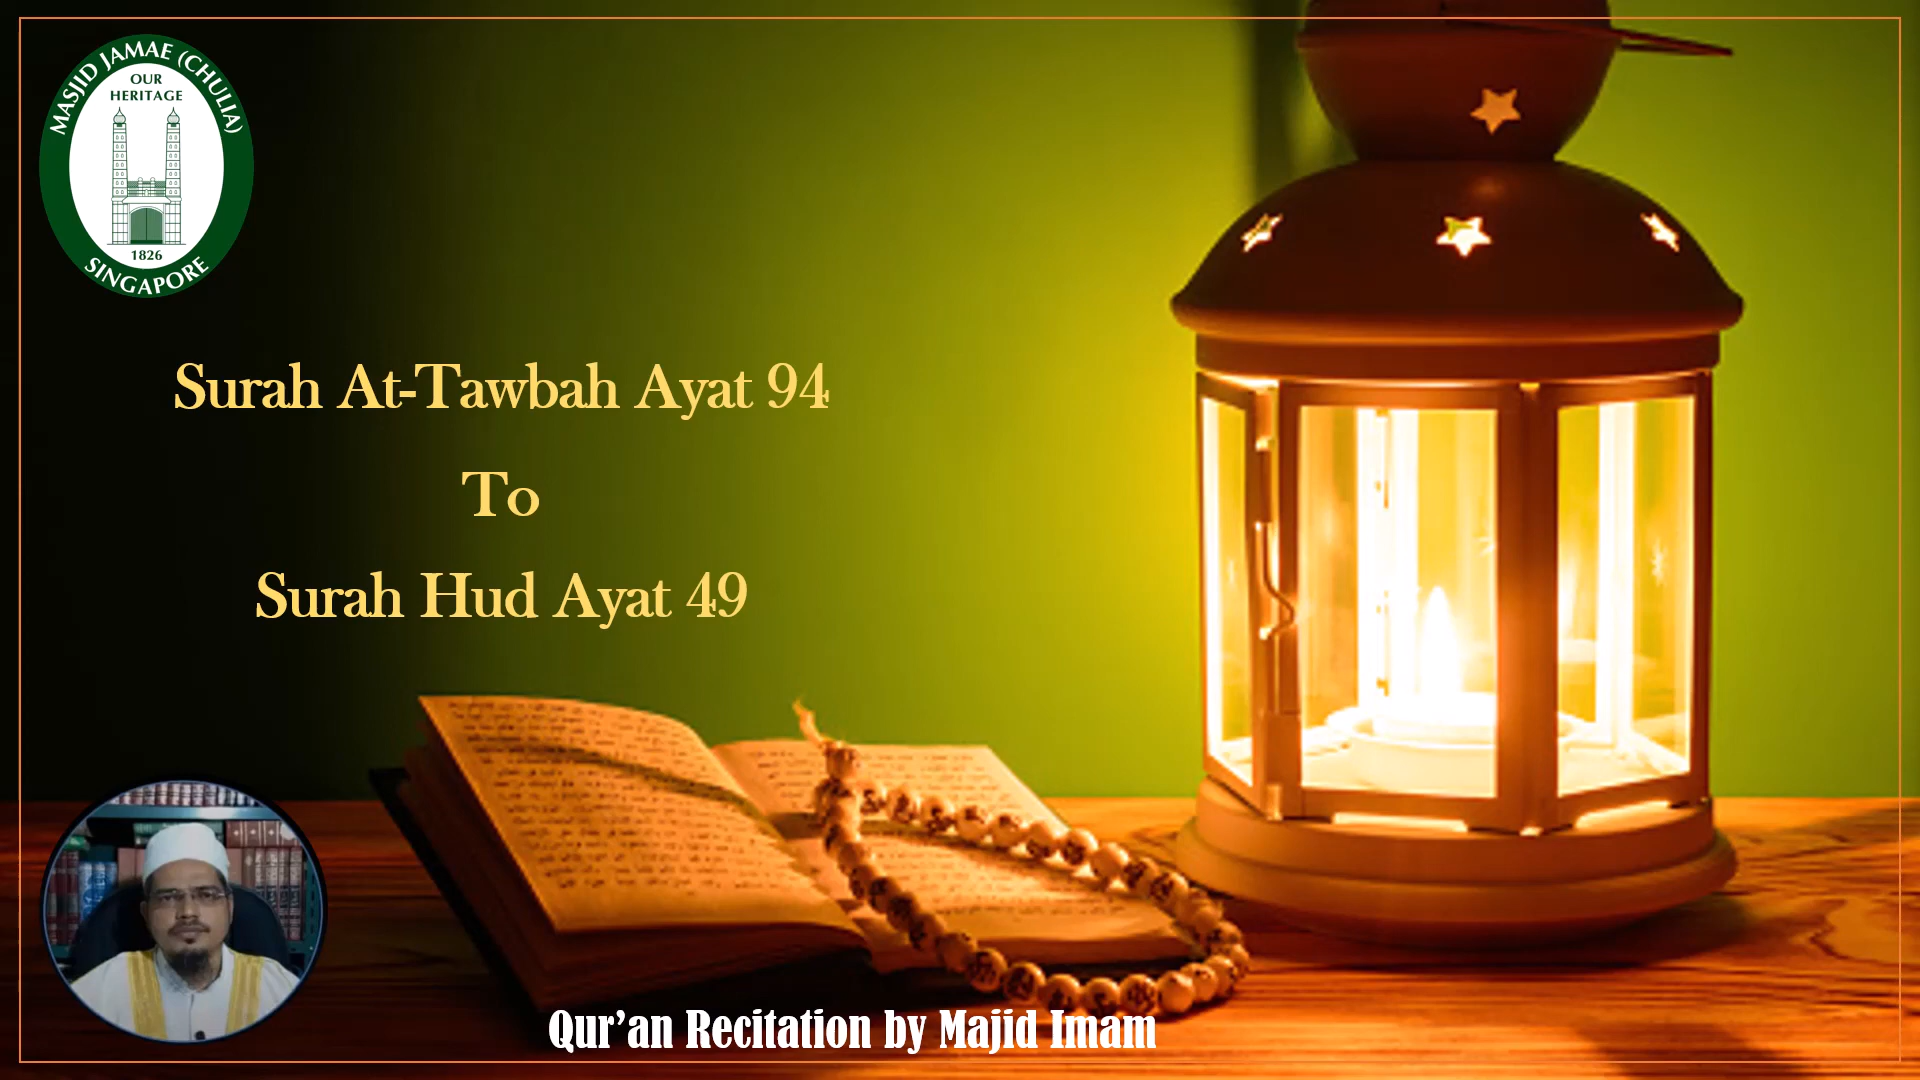 MASJID JAMAE (CHULIA)
OUR
HERITAGE
1826
SINGAPORE
Surah At-Tawbah Ayat 94
To
Surah Hud Ayat 49
Qur’an Recitation by Majid Imam